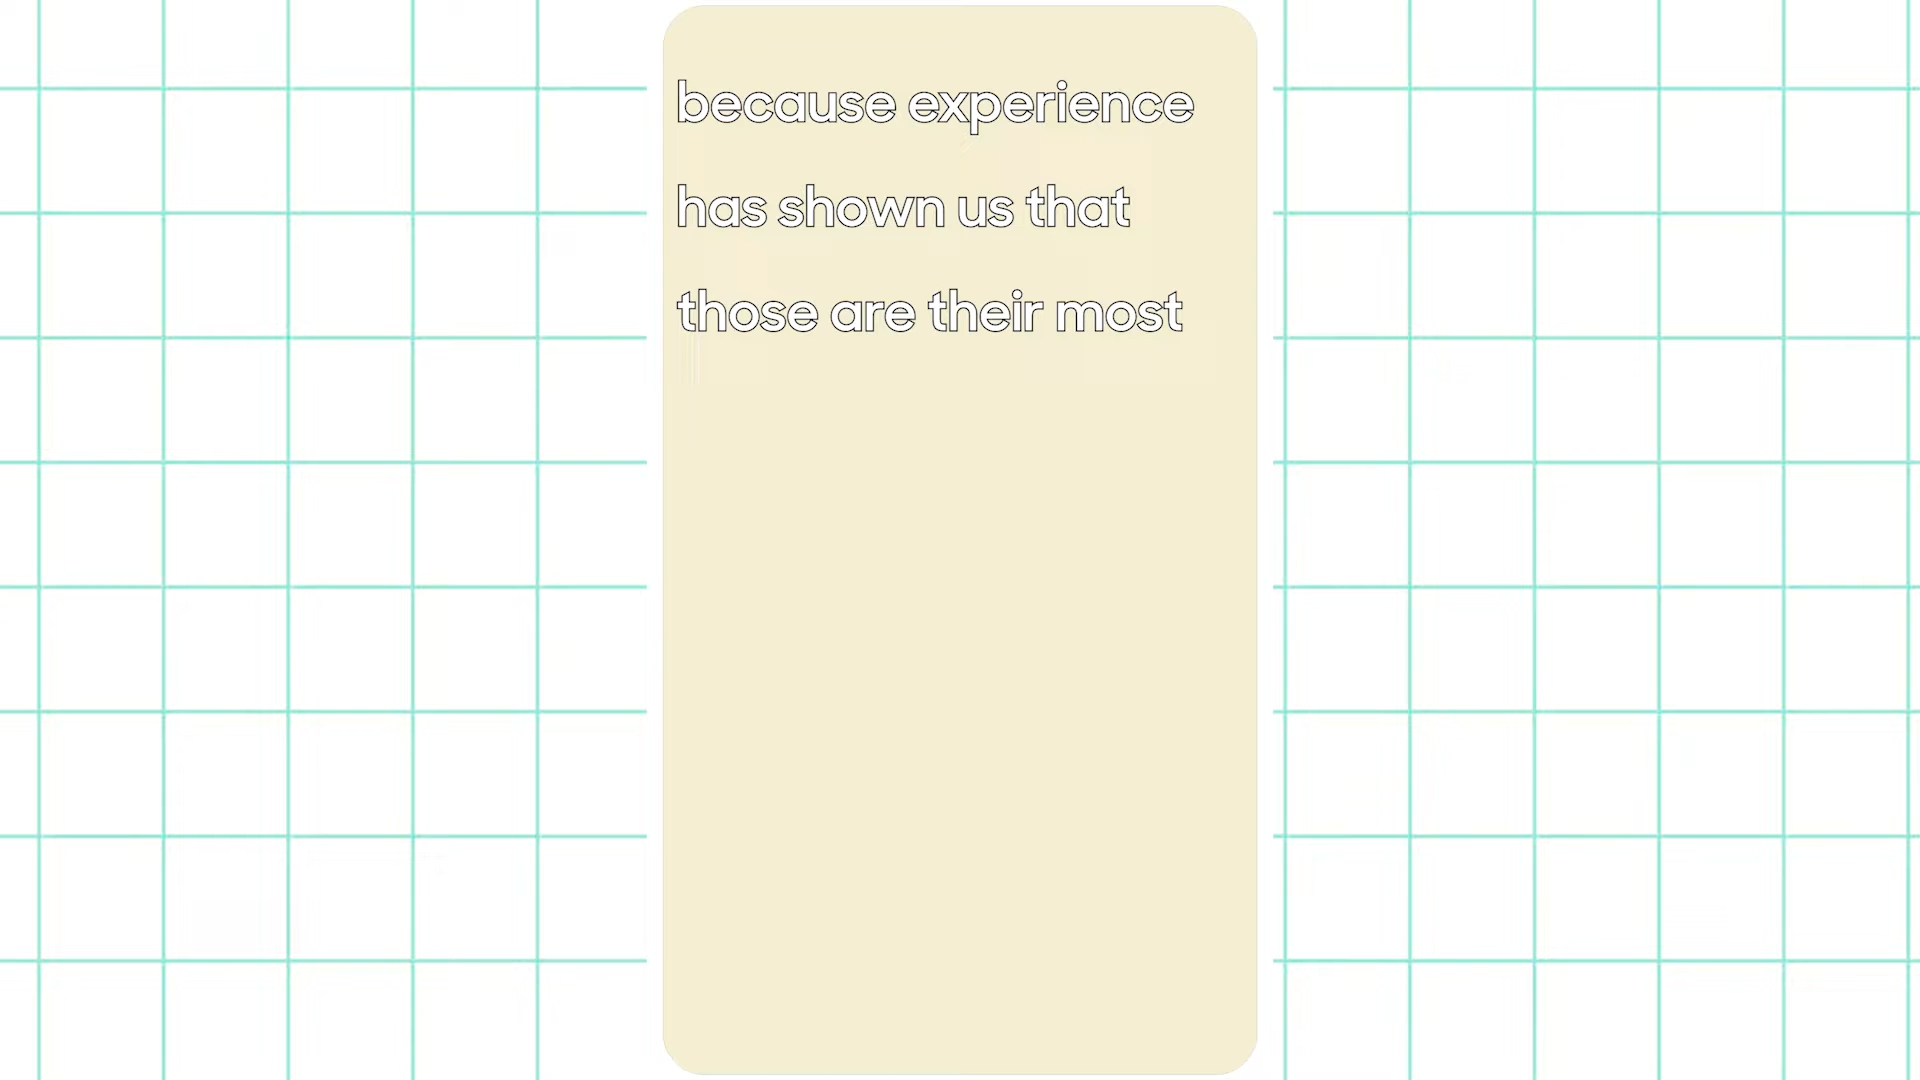 because experience
has shown us that
those are their most